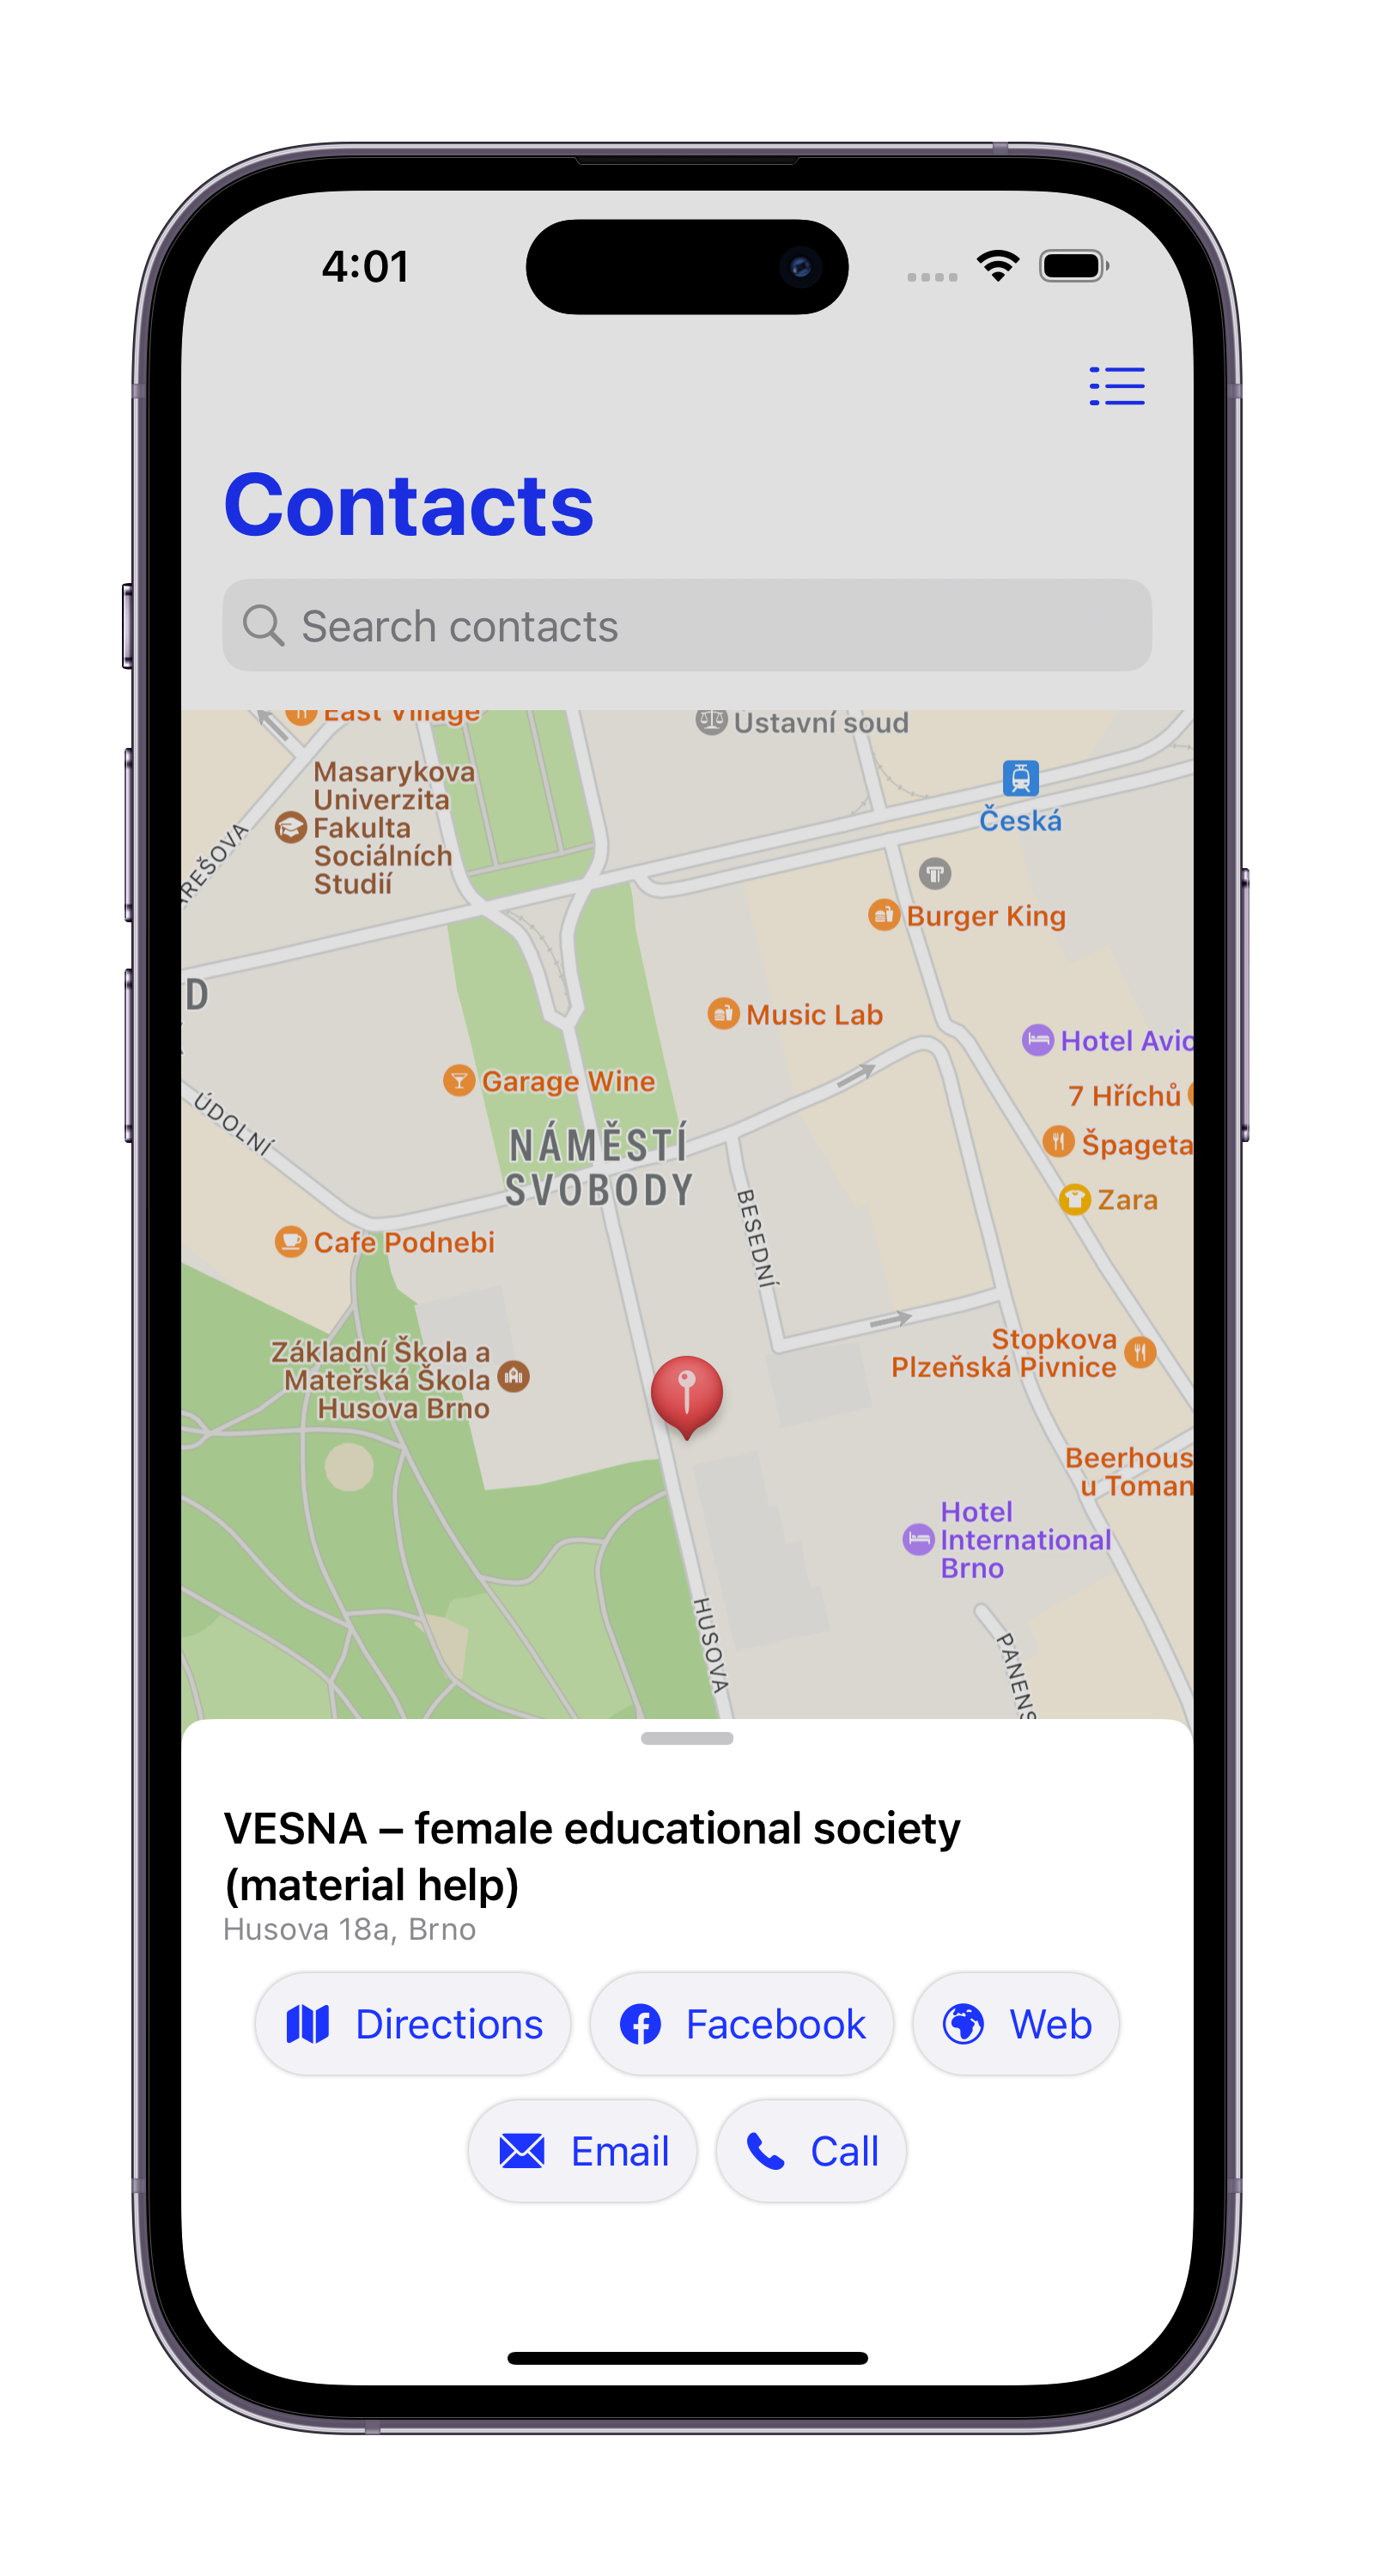 4:01
Contacts
Search contacts
East Village
Ústavní soud
Masarykova
Univerzita
Fakulta
Sociálních
Studií
Česká
AREŠOVA
Burger King
D
Music Lab
Hotel Avic
Garage Wine
7 Hříchů
ÚDOLNÍ
NÁMĚSTÍ
SVOBODY
Špageta
Zara
BESEDNÍ
Cafe Podnebi
Základní Škola a
Mateřská Škola
Husova Brno
Stopkova
Plzeňská Pivnice
Beerhous
u Toman
Hotel
International
Brno
HUSOVA
PANENS
VESNA – female educational society
(material help)
Husova 18a, Brno
Directions
Facebook
Web
Email
Call